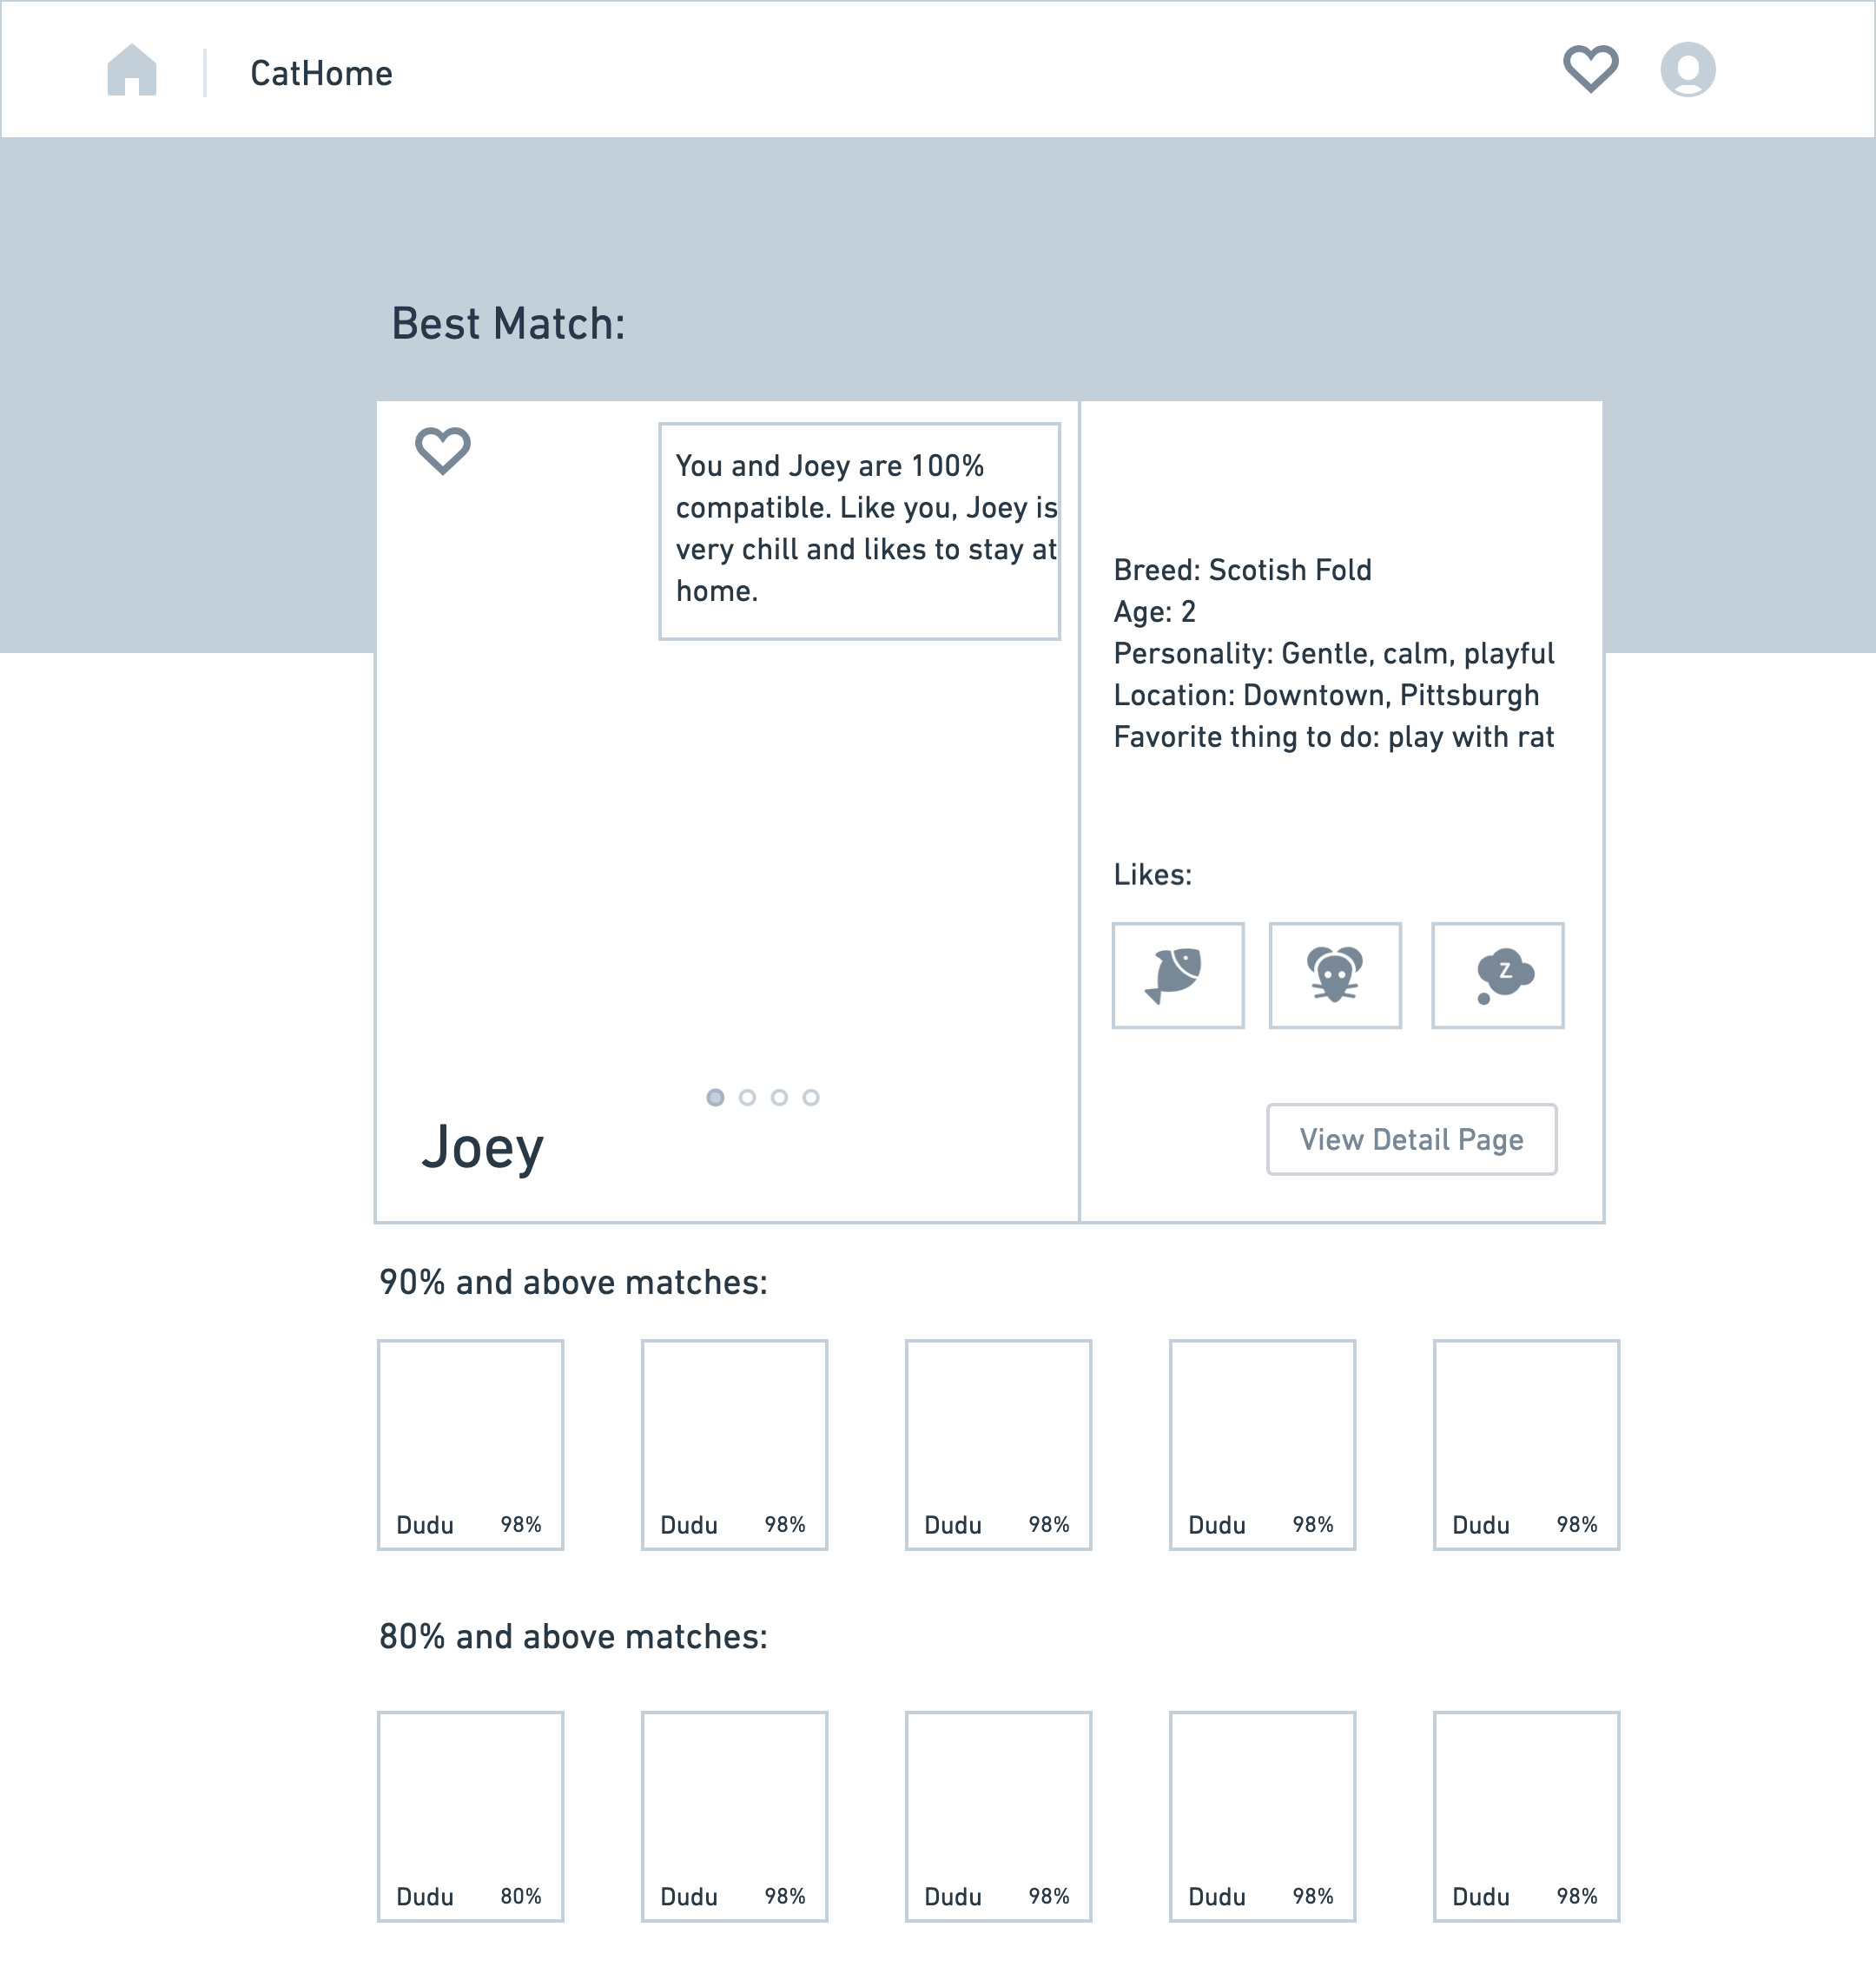 CatHome
Best Match:
You and Joey are 100%
compatible. Like you, Joey is
very chill and likes to stay at
home.
Joey
Breed: Scotish Fold
Age: 2
Personality: Gentle, calm, playful
Location: Downtown, Pittsburgh
Favorite thing to do: play with rat
Likes:
Z
View Detail Page
90% and above matches:
Dudu 98%
Dudu 98%
Dudu 98%
Dudu 98%
Dudu 98%
80% and above matches:
Dudu 80%
Dudu 98%
Dudu 98%
Dudu 98%
Dudu 98%